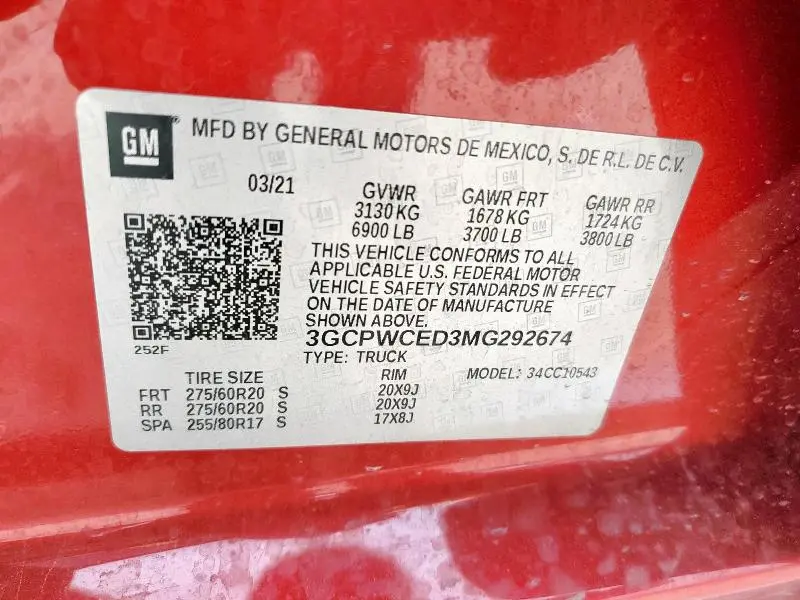 GM
MFD BY GENERAL MOTORS DE MEXICO, S. DE R.L. DE C.V.
03/21 GVWR GAWR FRT GAWR RR
3130 KG 1678 KG 1724 KG
6900 LB 3700 LB 3800 LB
THIS VEHICLE CONFORMS TO ALL
APPLICABLE U.S. FEDERAL MOTOR
VEHICLE SAFETY STANDARDS IN EFFECT
ON THE DATE OF MANUFACTURE
SHOWN ABOVE.
3GCPWCED3MG292674
252F
TYPE: TRUCK MODEL: 34CC10543
TIRE SIZE RIM
FRT 275/60R20 S 20X9J
RR 275/60R20 S 20X9J
SPA 255/80R17 S 17X8J